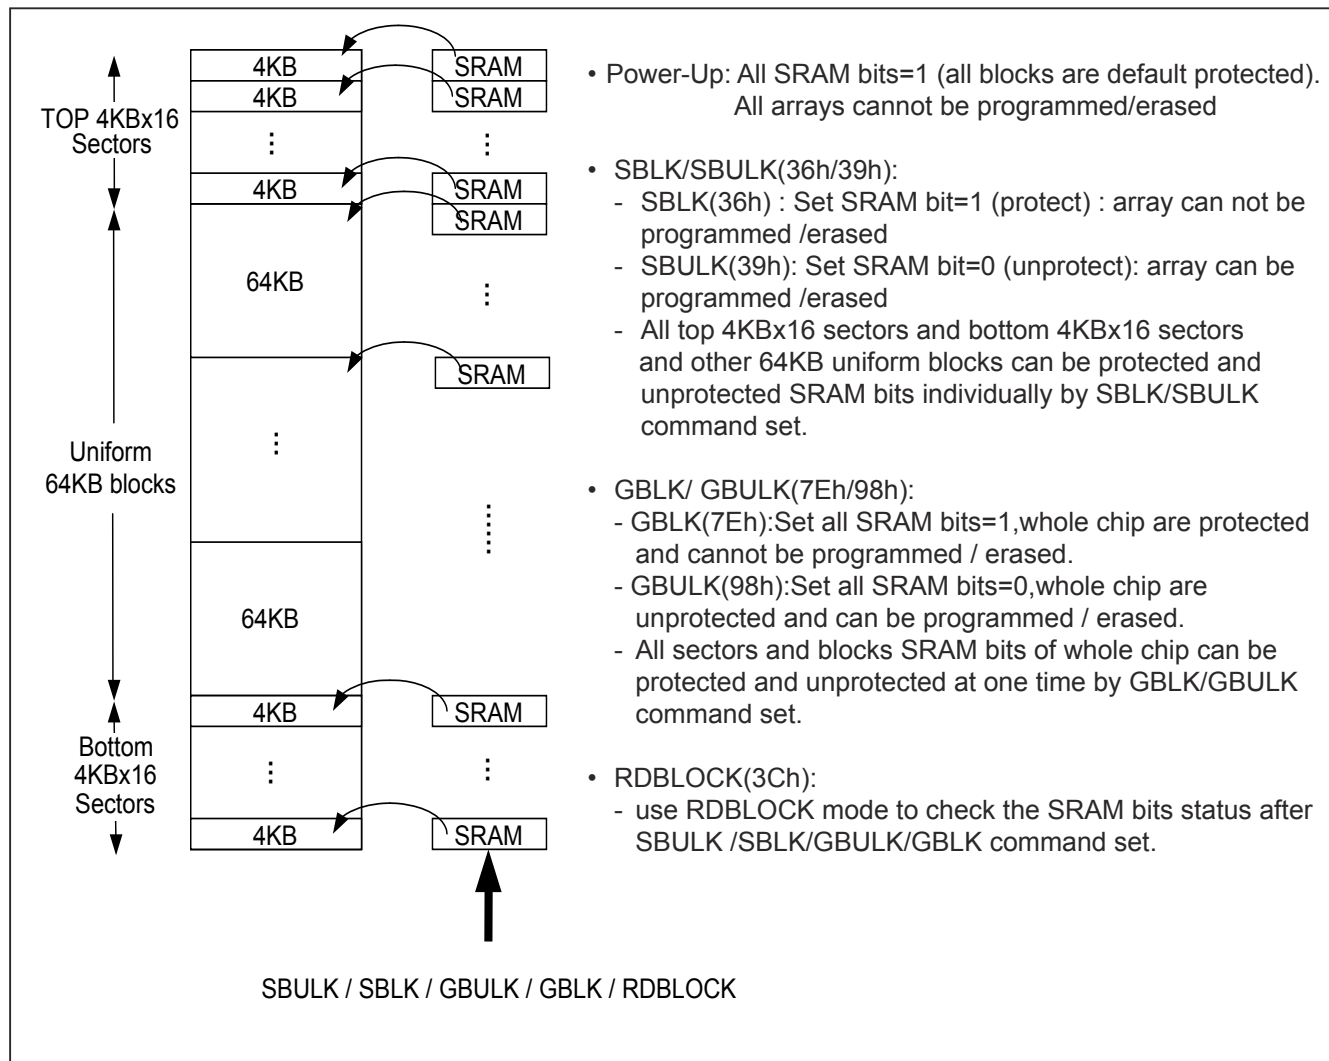 4KB
SRAM
4KB
SRAM
TOP 4KBx16
Sectors
4KB
SRAM
SRAM
64KB
SRAM
Uniform
64KB blocks
64KB
4KB
SRAM
Bottom
4KBx16
Sectors
4KB
SRAM
SBULK / SBLK / GBULK / GBLK / RDBLOCK
• Power-Up: All SRAM bits=1 (all blocks are default protected).
All arrays cannot be programmed/erased
• SBLK/SBULK(36h/39h):
- SBLK(36h) : Set SRAM bit=1 (protect) : array can not be
programmed /erased
- SBULK(39h): Set SRAM bit=0 (unprotect): array can be
programmed /erased
- All top 4KBx16 sectors and bottom 4KBx16 sectors
and other 64KB uniform blocks can be protected and
unprotected SRAM bits individually by SBLK/SBULK
command set.
• GBLK/ GBULK(7Eh/98h):
- GBLK(7Eh):Set all SRAM bits=1,whole chip are protected
and cannot be programmed / erased.
- GBULK(98h):Set all SRAM bits=0,whole chip are
unprotected and can be programmed / erased.
- All sectors and blocks SRAM bits of whole chip can be
protected and unprotected at one time by GBLK/GBULK
command set.
• RDBLOCK(3Ch):
- use RDBLOCK mode to check the SRAM bits status after
SBULK /SBLK/GBULK/GBLK command set.